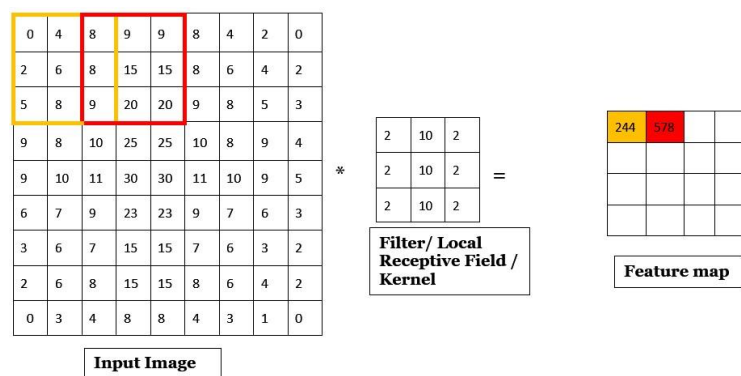 0 4 8 9 9 8 4 2 0
2 6 8 15 15 8 6 4 2
5 8 9 20 20 9 8 5 3
9 8 10 25 25 10 8 9 4
9 10 11 30 30 11 10 9 5
6 7 9 23 23 9 7 6 3
3 6 7 15 15 7 6 3 2
2 6 8 15 15 8 6 4 2
0 3 4 8 8 4 3 1 0
Input Image
*
2 10 2
2 10 2
2 10 2
Filter/ Local
Receptive Field /
Kernel
=
244 578
Feature map